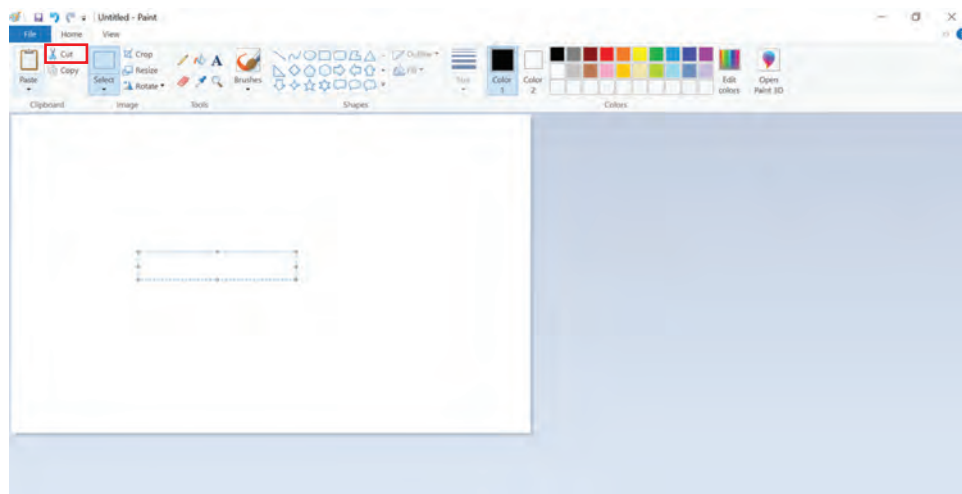 Untitled - Paint
File Home View
Paste
Cut
Copy
Clipboard
Select
Crop
Resize
Rotate
Image
A
Tools
Brushes
Outline
Fill
Shapes
Size
Color 1
Color 2
Edit colors
Open Paint 3D
Colors